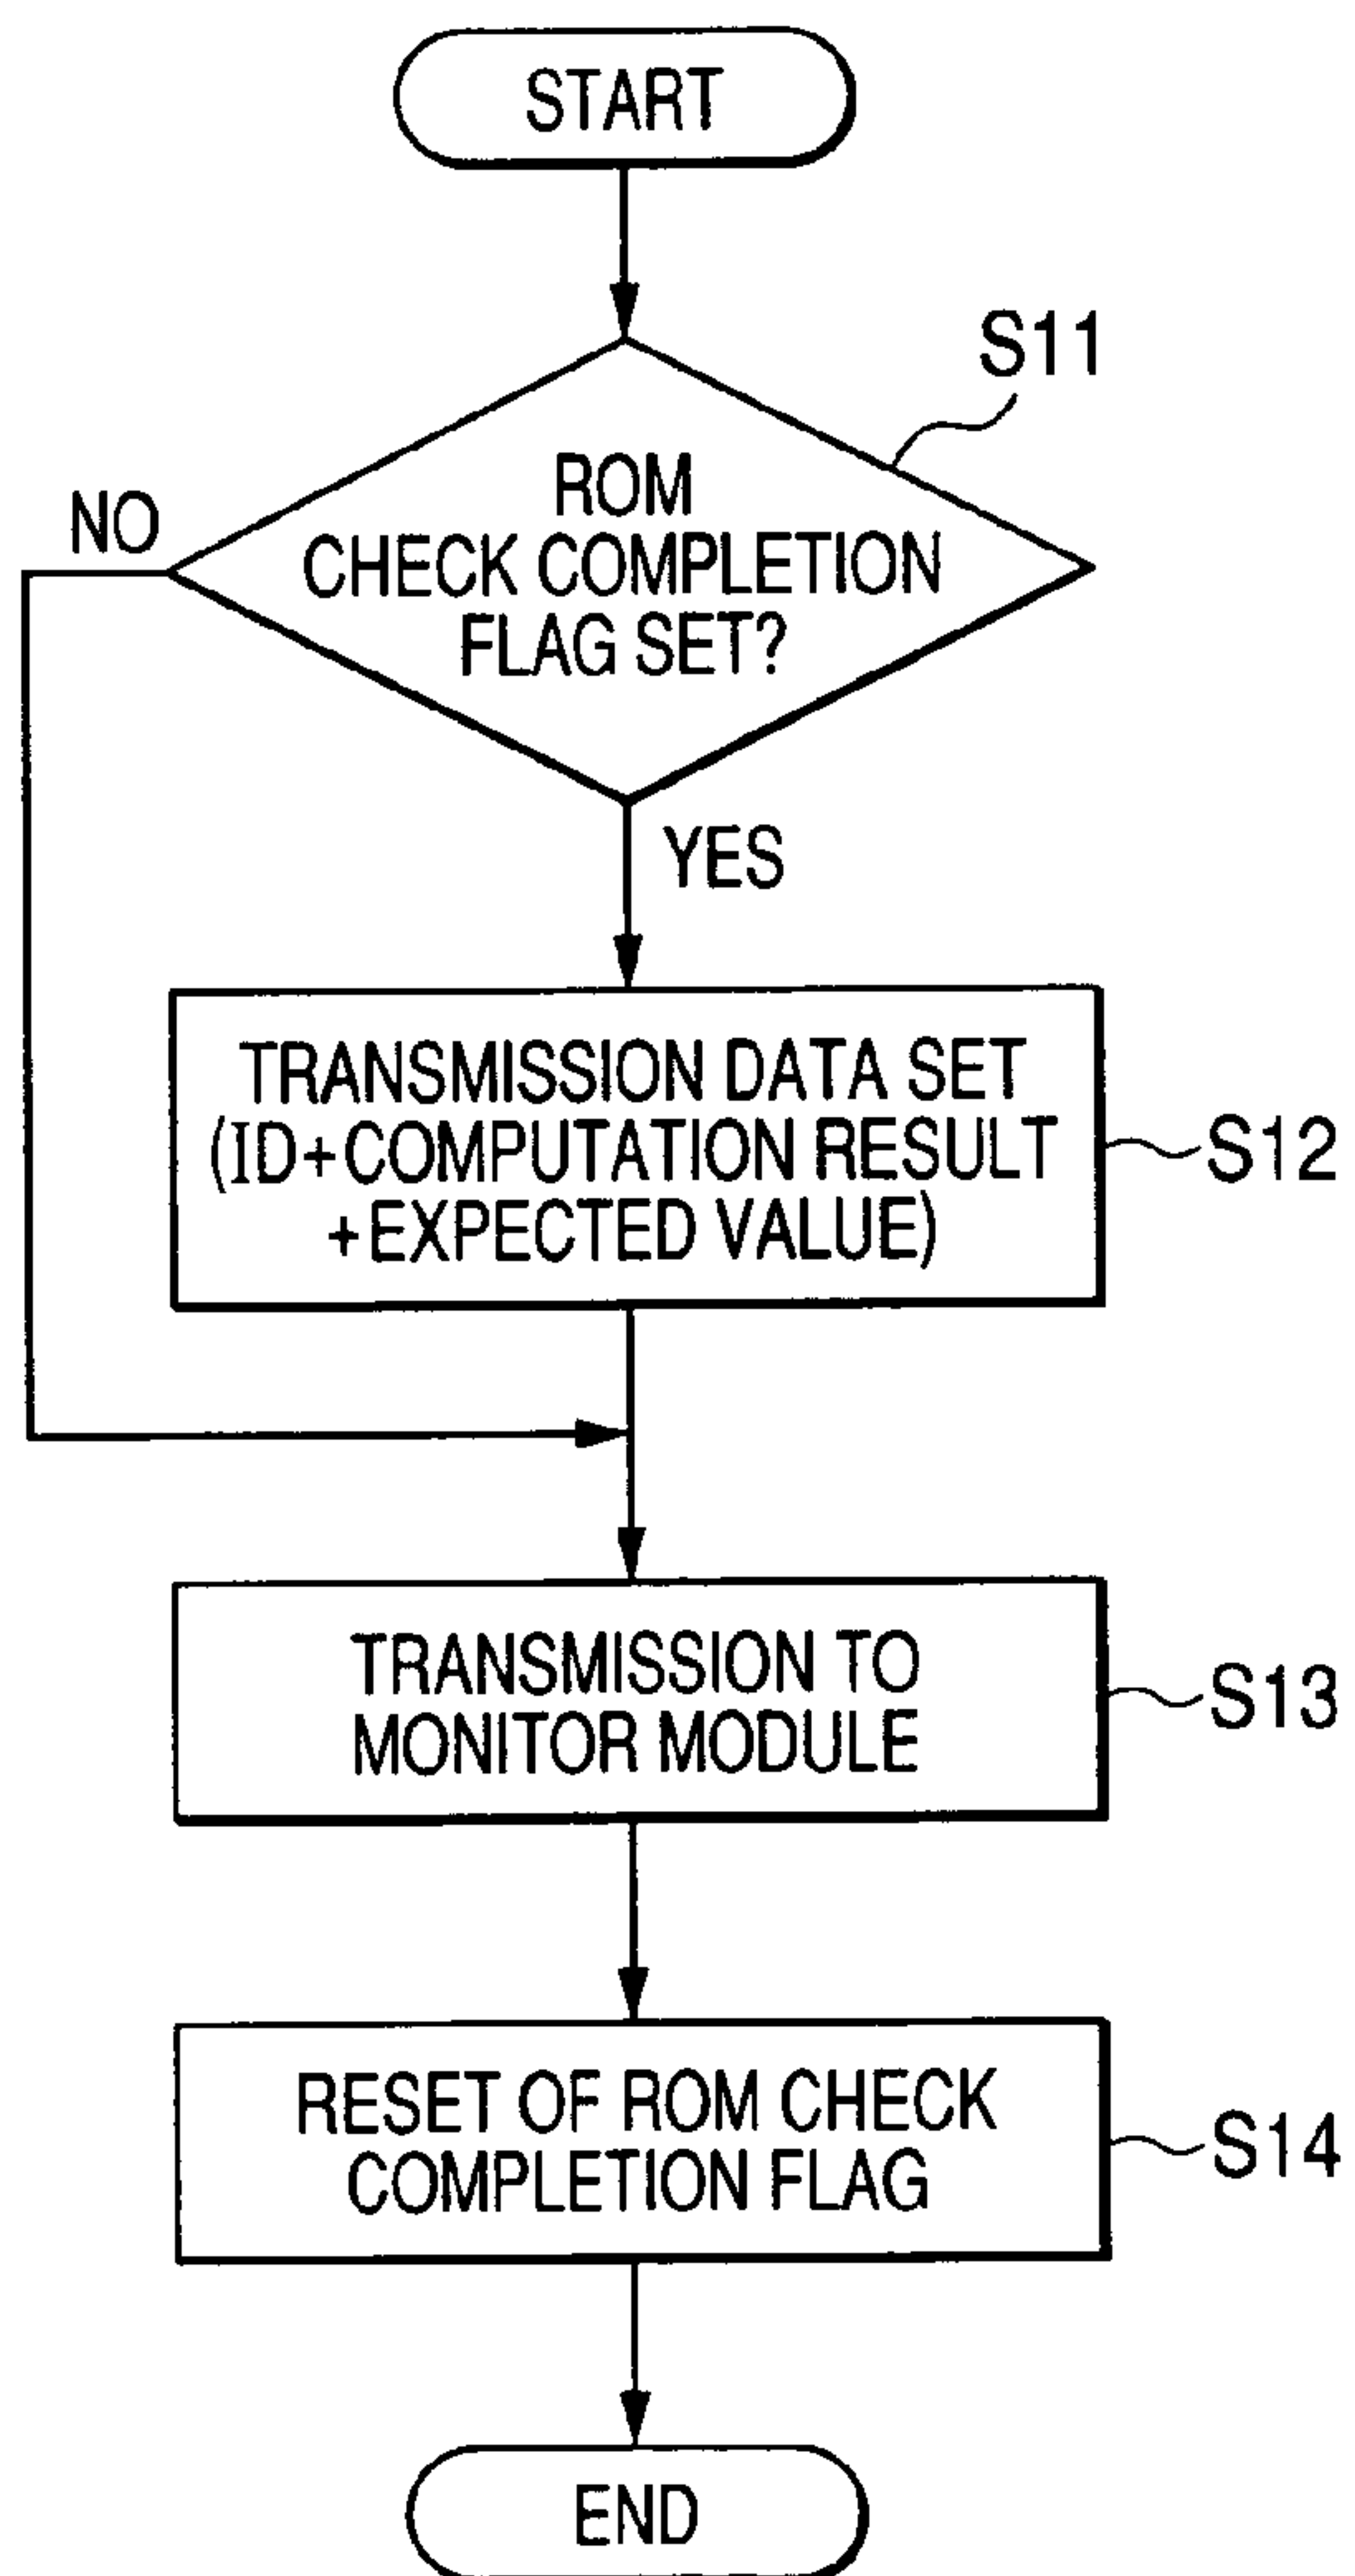 START
S11
ROM
CHECK COMPLETION
FLAG SET?
NO
YES
TRANSMISSION DATA SET
(ID+COMPUTATION RESULT
+EXPECTED VALUE)
S12
TRANSMISSION TO
MONITOR MODULE
S13
RESET OF ROM CHECK
COMPLETION FLAG
S14
END